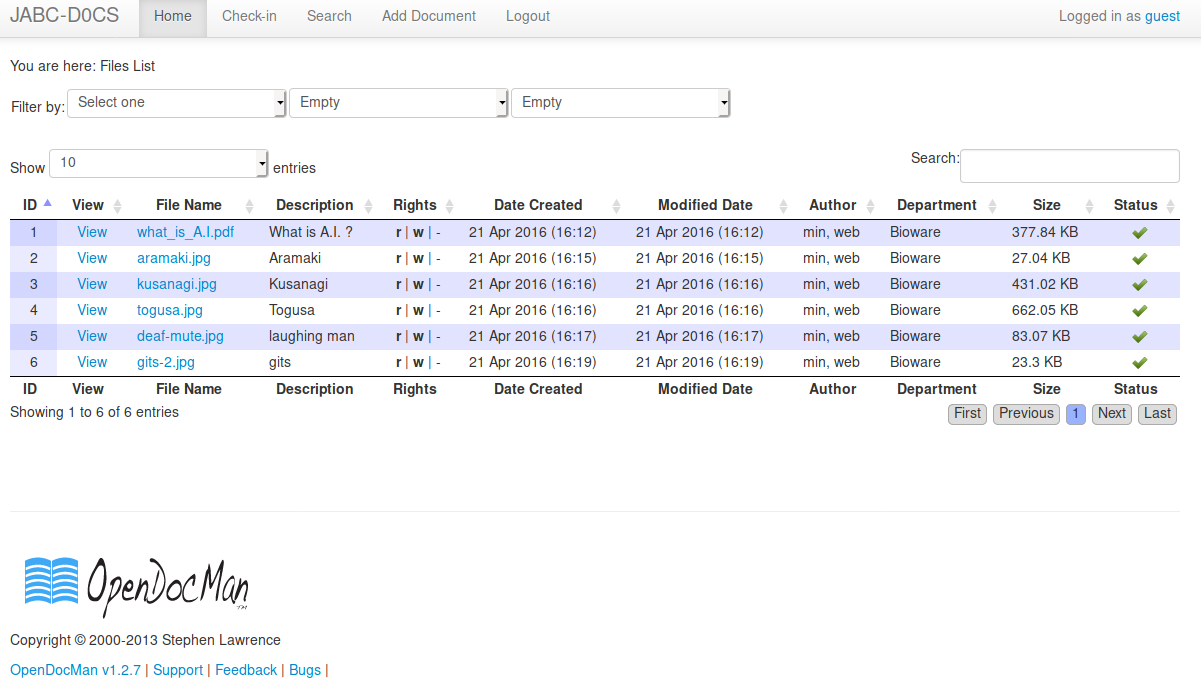 JABC-D0CS Home Check-in Search Add Document Logout Logged in as guest
You are here: Files List
Filter by: Select one Empty Empty
Show 10 entries Search:
ID View File Name Description Rights Date Created Modified Date Author Department Size Status
1 View what_is_A.I.pdf What is A.I. ? r | w | - 21 Apr 2016 (16:12) 21 Apr 2016 (16:12) min, web Bioware 377.84 KB
2 View aramaki.jpg Aramaki r | w | - 21 Apr 2016 (16:15) 21 Apr 2016 (16:15) min, web Bioware 27.04 KB
3 View kusanagi.jpg Kusanagi r | w | - 21 Apr 2016 (16:16) 21 Apr 2016 (16:16) min, web Bioware 431.02 KB
4 View togusa.jpg Togusa r | w | - 21 Apr 2016 (16:16) 21 Apr 2016 (16:16) min, web Bioware 662.05 KB
5 View deaf-mute.jpg laughing man r | w | - 21 Apr 2016 (16:17) 21 Apr 2016 (16:17) min, web Bioware 83.07 KB
6 View gits-2.jpg gits r | w | - 21 Apr 2016 (16:19) 21 Apr 2016 (16:19) min, web Bioware 23.3 KB
ID View File Name Description Rights Date Created Modified Date Author Department Size Status
Showing 1 to 6 of 6 entries First Previous 1 Next Last
OpenDocMan™
Copyright © 2000-2013 Stephen Lawrence
OpenDocMan v1.2.7 | Support | Feedback | Bugs |